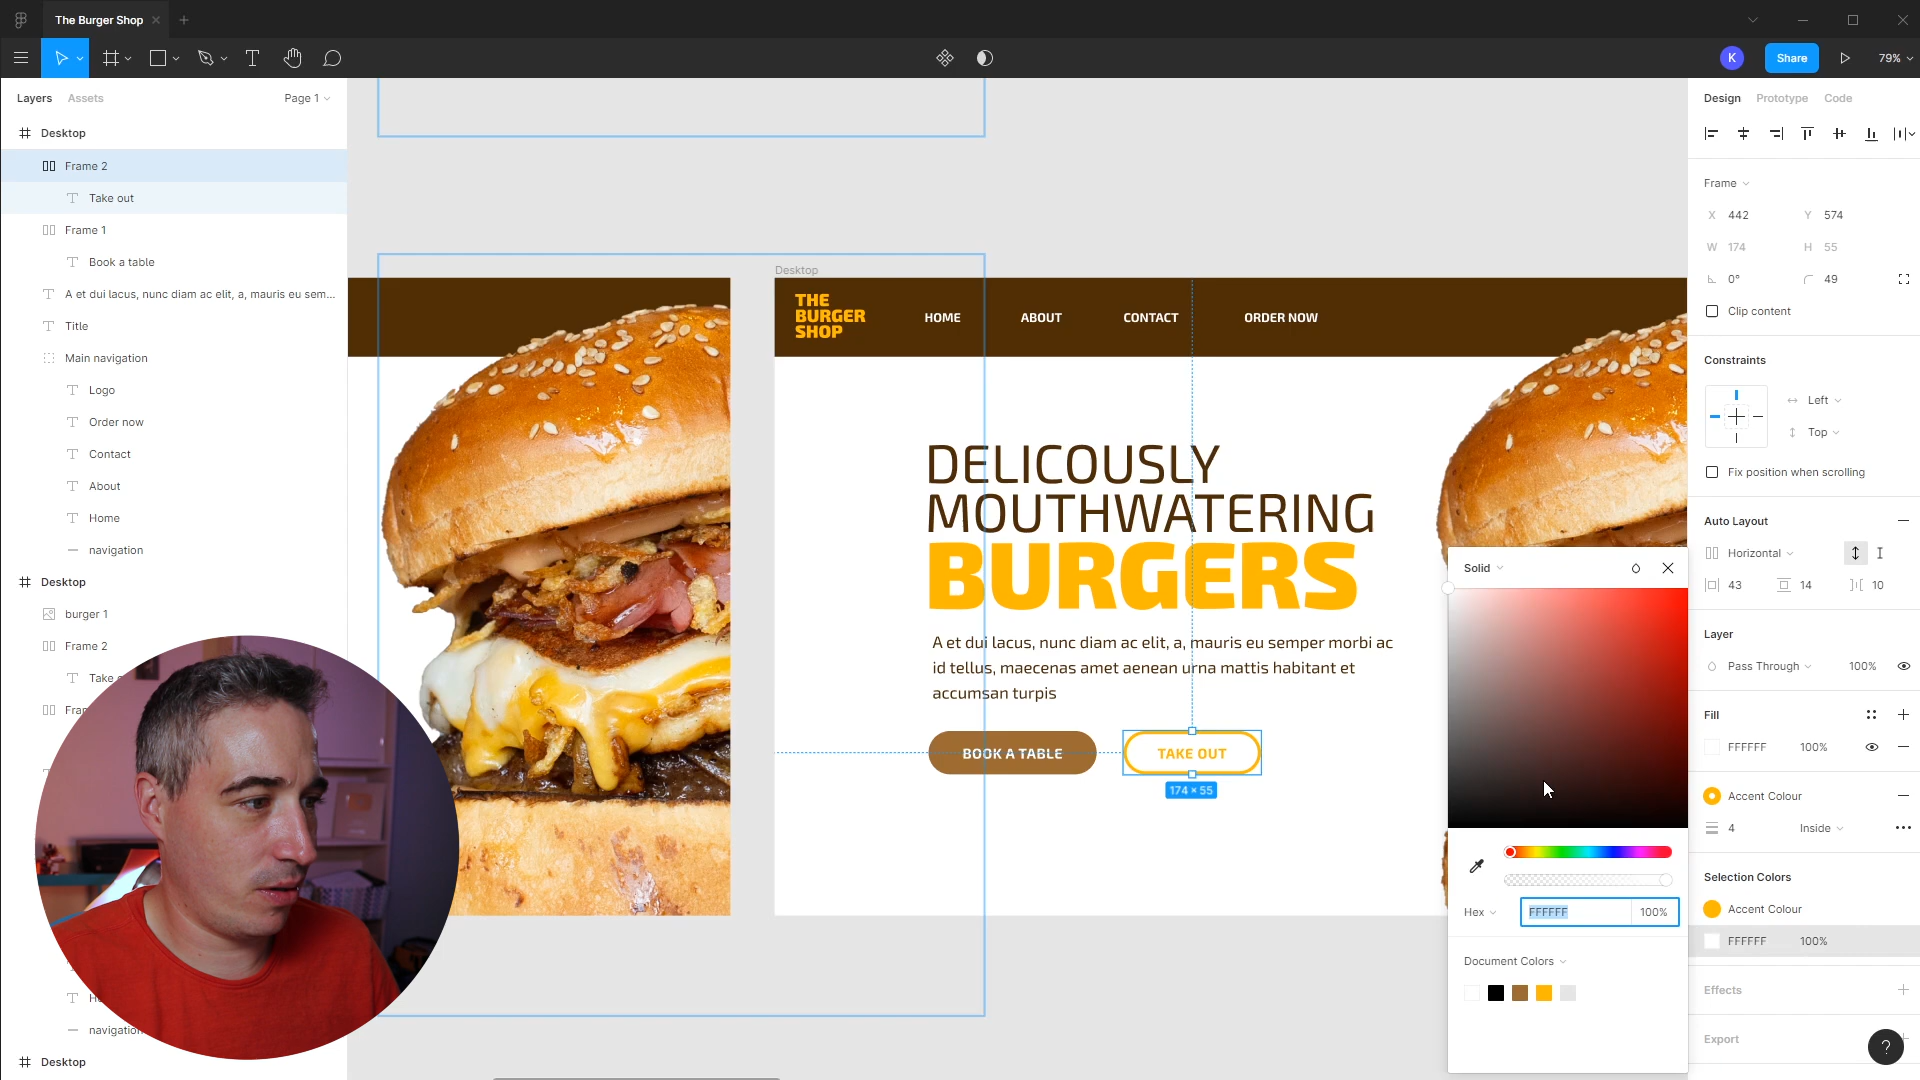 The Burger Shop
K
Share
79%
Layers
Assets
Page 1
Desktop
Frame 2
Take out
Frame 1
Book a table
A et dui lacus, nunc diam ac elit, a, mauris eu sem...
Title
Main navigation
Logo
Order now
Contact
About
Home
navigation
Desktop
burger 1
Frame 2
Take
navigation
Desktop
Desktop
THE
BURGER
SHOP
HOME
ABOUT
CONTACT
ORDER NOW
DELICOUSLY
MOUTHWATERING
BURGERS
A et dui lacus, nunc diam ac elit, a, mauris eu semper morbi ac
id tellus, maecenas amet aenean urna mattis habitant et
accumsan turpis
BOOK A TABLE
TAKE OUT
174 × 55
Solid
Hex
FFFFFF
100%
Document Colors
Design
Prototype
Code
Frame
X 442
Y 574
W 174
H 55
0°
49
Clip content
Constraints
Left
Top
Fix position when scrolling
Auto Layout
Horizontal
43
14
10
Layer
Pass Through
100%
Fill
FFFFFF
100%
Accent Colour
4
Inside
Selection Colors
Accent Colour
FFFFFF
100%
Effects
Export
?